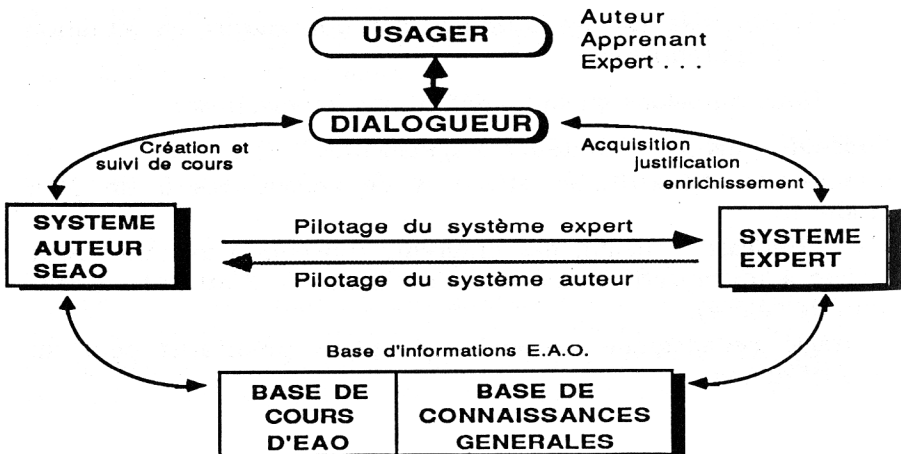 USAGER
Auteur
Apprenant
Expert . . .
DIALOGUEUR
Création et
suivi de cours
Acquisition
justification
enrichissement
SYSTEME
AUTEUR
SEAO
Pilotage du système expert
Pilotage du système auteur
SYSTEME
EXPERT
Base d'informations E.A.O.
BASE DE
COURS
D'EAO
BASE DE
CONNAISSANCES
GENERALES